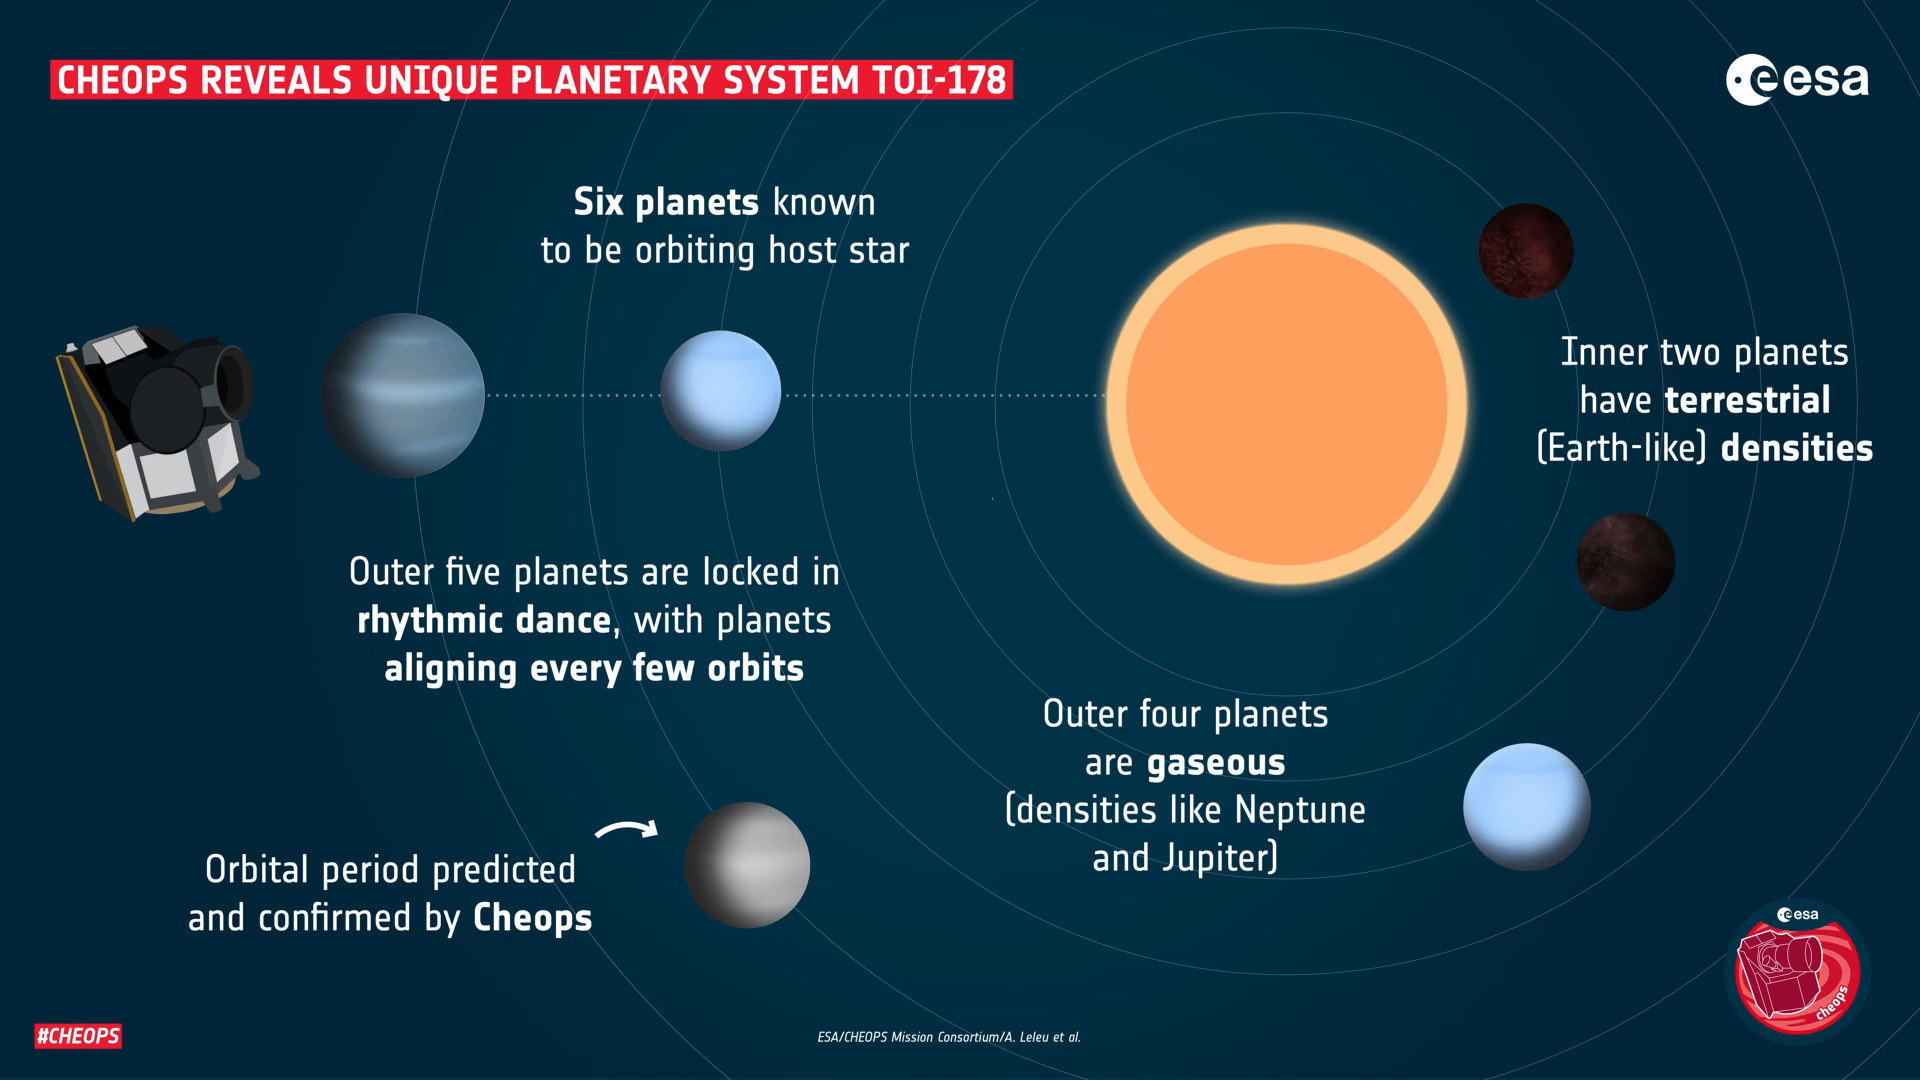 CHEOPS REVEALS UNIQUE PLANETARY SYSTEM TOI-178
esa
Six planets known
to be orbiting host star
Inner two planets
have terrestrial
(Earth-like) densities
Outer five planets are locked in
rhythmic dance, with planets
aligning every few orbits
Outer four planets
are gaseous
(densities like Neptune
and Jupiter)
Orbital period predicted
and confirmed by Cheops
esa
cheops
#CHEOPS
ESA/CHEOPS Mission Consortium/A. Leleu et al.